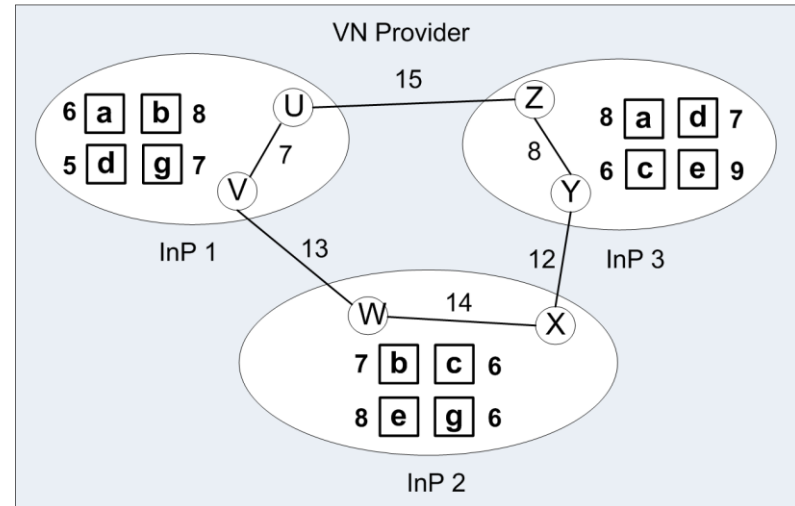 VN Provider
15
U
Z
6 a b 8
8 a d 7
7
8
5 d g 7
6 c e 9
V
Y
InP 1
13
12
InP 3
14
W
X
7 b c 6
8 e g 6
InP 2